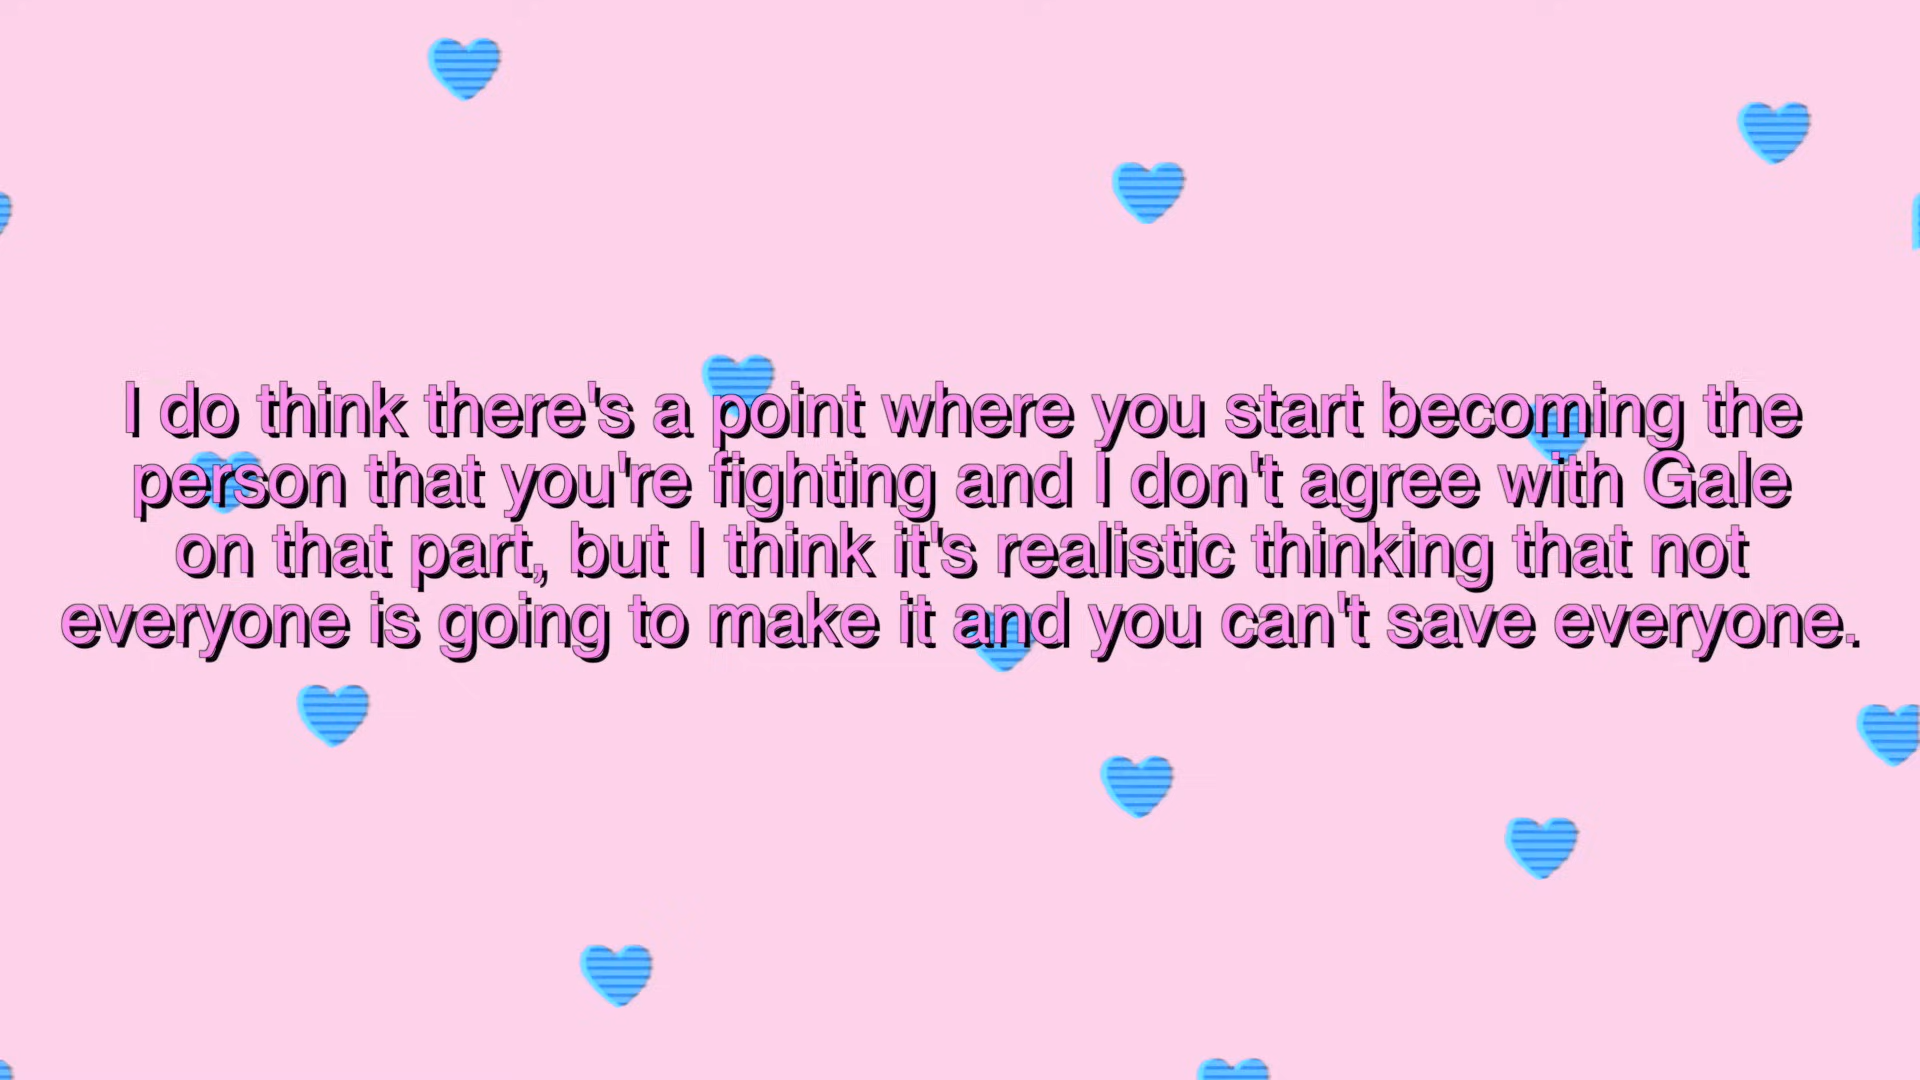 I do think there's a point where you start becoming the
person that you're fighting and I don't agree with Gale
on that part, but I think it's realistic thinking that not
everyone is going to make it and you can't save everyone.